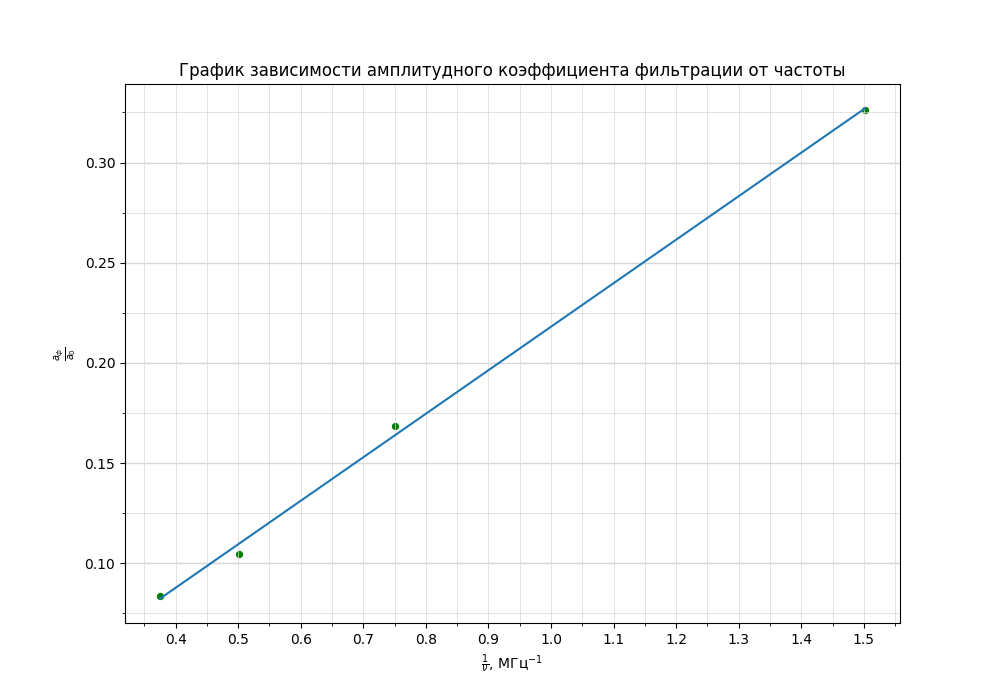 График зависимости амплитудного коэффициента фильтрации от частоты
0.30
0.25
aф/a0
0.20
0.15
0.10
0.4 0.5 0.6 0.7 0.8 0.9 1.0 1.1 1.2 1.3 1.4 1.5
1/ν, МГц⁻¹